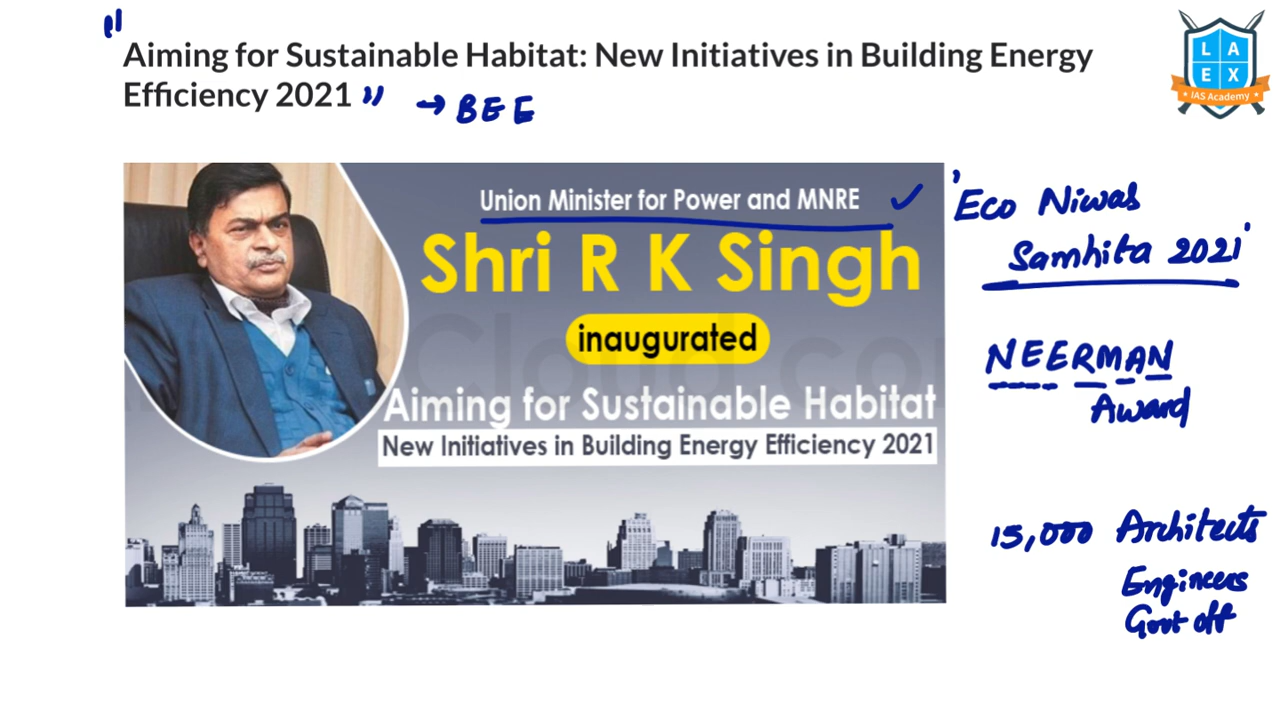 " Aiming for Sustainable Habitat: New Initiatives in Building Energy
Efficiency 2021 " → BEE
L A
E X
IAS Academy
Union Minister for Power and MNRE ✓
Shri R K Singh
inaugurated
Aiming for Sustainable Habitat
New Initiatives in Building Energy Efficiency 2021
'Eco Niwas
Samhita 2021'
NEERMAN
Award
15,000 Architects
Engineers
Govt off